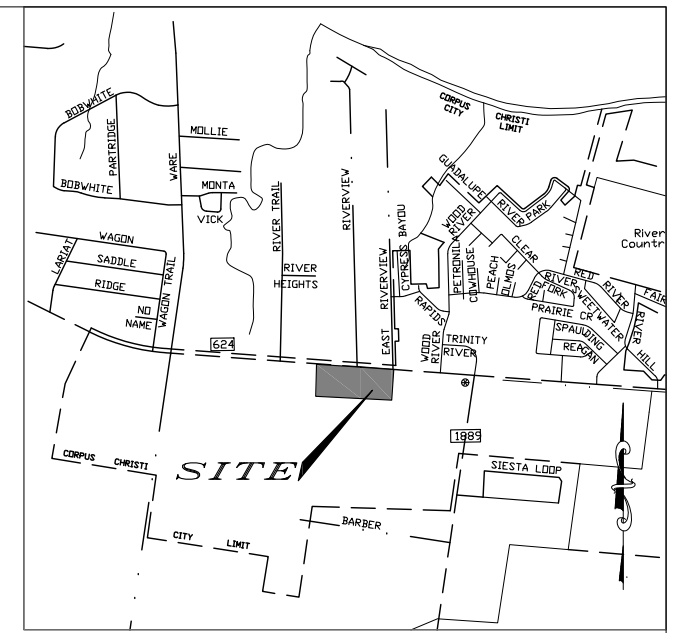 BOBWHITE
PARTRIDGE
BOBWHITE
WARE
MOLLIE
MONTA
VICK
WAGON
LARIAT
SADDLE
RIDGE
NO
NAME
WAGON TRAIL
RIVER TRAIL
RIVER
HEIGHTS
RIVERVIEW
624
EAST RIVERVIEW
CYPRESS BAYOU
CORPUS
CITY
CHRISTI
LIMIT
GUADALUPE
WOOD
RIVER
RIVER PARK
PETRONILA
COWHOUSE
PEACH
OLMOS
CLEAR
RED
FORK
RIVER
RED
RIVER
SWEETWATER
PRAIRIE CR
SPAULDING
REAGAN
RAPIDS
WOOD
RIVER
TRINITY
RIVER
River
Countr
FAIR
RIVER
HILL
1889
SIESTA LOOP
SITE
CORPUS CHRISTI
CITY LIMIT
BARBER